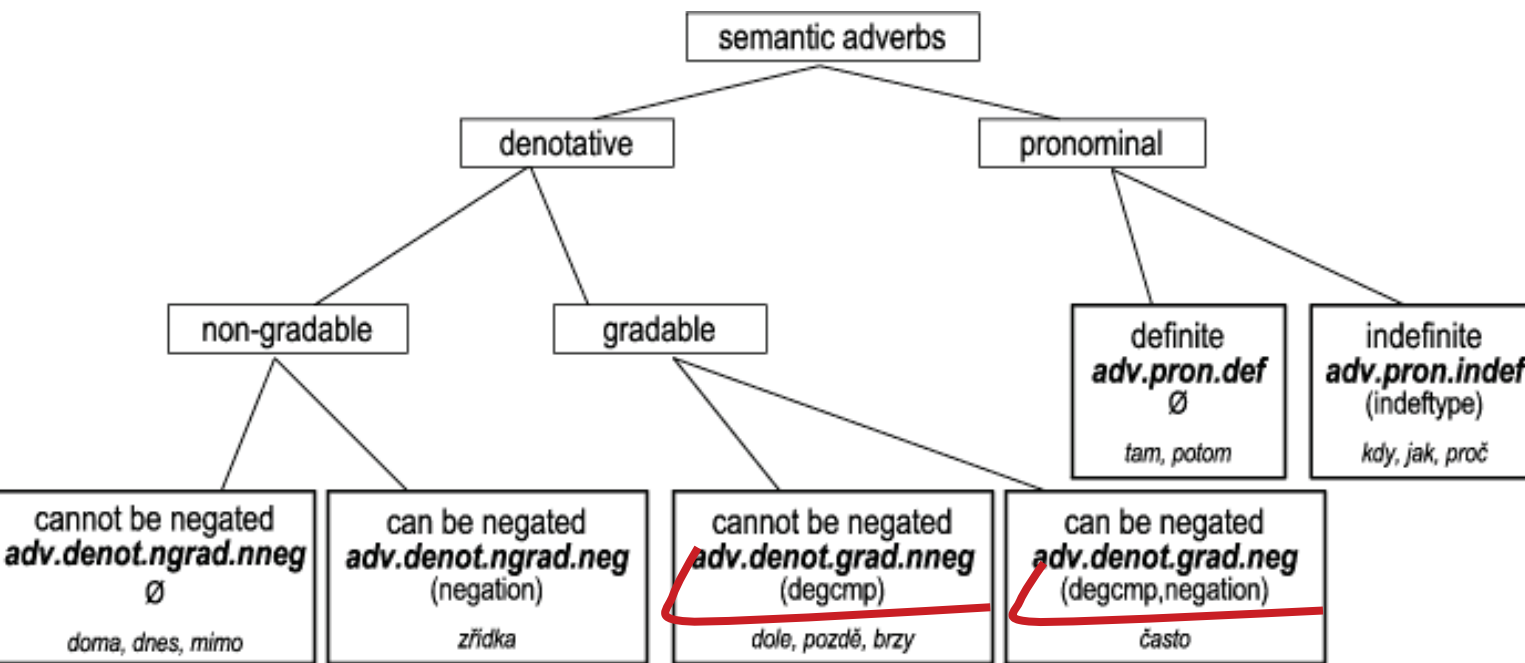 semantic adverbs
denotative
pronominal
non-gradable
gradable
definite
adv.pron.def
Ø
tam, potom
indefinite
adv.pron.indef
(indeftype)
kdy, jak, proč
cannot be negated
adv.denot.ngrad.nneg
Ø
doma, dnes, mimo
can be negated
adv.denot.ngrad.neg
(negation)
zřídka
cannot be negated
adv.denot.grad.nneg
(degcmp)
dole, pozdě, brzy
can be negated
adv.denot.grad.neg
(degcmp,negation)
často